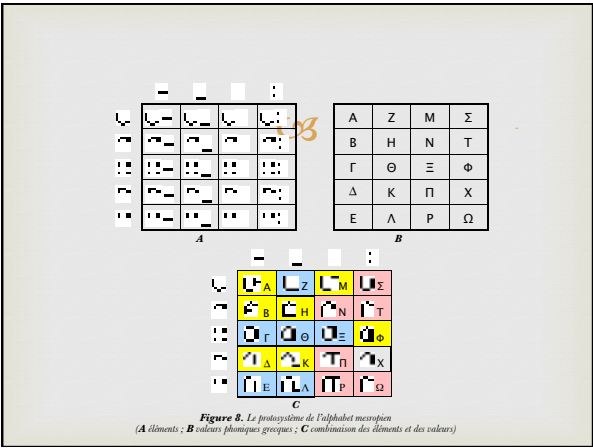 Α Ζ Μ Σ
Β Η Ν Τ
Γ Θ Ξ Φ
Δ Κ Π Χ
Ε Λ Ρ Ω
A B
Α Ζ Μ Σ
Β Η Ν Τ
Γ Θ Ξ Φ
Δ Κ Π Χ
Ε Λ Ρ Ω
C
Figure 8. Le protosystème de l'alphabet mesropien
(A éléments ; B valeurs phoniques grecques ; C combinaison des éléments et des valeurs)